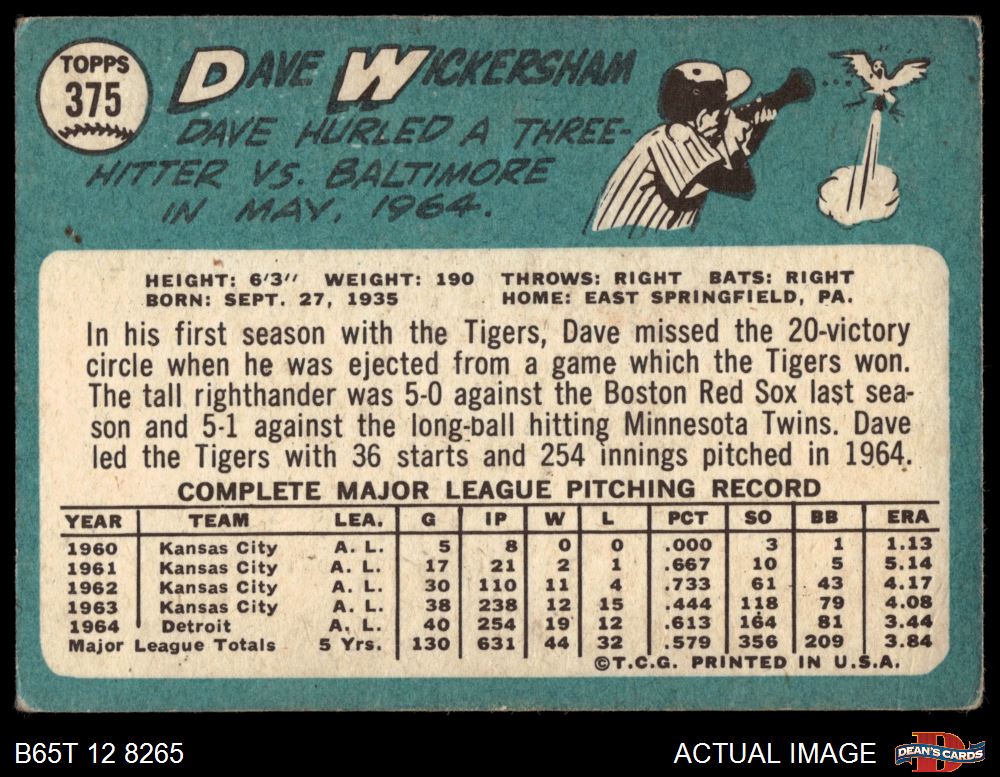 TOPPS
375
DAVE WICKERSHAM
DAVE HURLED A THREE-
HITTER VS. BALTIMORE
IN MAY, 1964.
HEIGHT: 6'3" WEIGHT: 190 THROWS: RIGHT BATS: RIGHT
BORN: SEPT. 27, 1935 HOME: EAST SPRINGFIELD, PA.
In his first season with the Tigers, Dave missed the 20-victory
circle when he was ejected from a game which the Tigers won.
The tall righthander was 5-0 against the Boston Red Sox last sea-
son and 5-1 against the long-ball hitting Minnesota Twins. Dave
led the Tigers with 36 starts and 254 innings pitched in 1964.
COMPLETE MAJOR LEAGUE PITCHING RECORD
YEAR TEAM LEA. G IP W L PCT SO BB ERA
1960 Kansas City A. L. 5 8 0 0 .000 3 1 1.13
1961 Kansas City A. L. 17 21 2 1 .667 10 5 5.14
1962 Kansas City A. L. 30 110 11 4 .733 61 43 4.17
1963 Kansas City A. L. 38 238 12 15 .444 118 79 4.08
1964 Detroit A. L. 40 254 19 12 .613 164 81 3.44
Major League Totals 5 Yrs. 130 631 44 32 .579 356 209 3.84
©T.C.G. PRINTED IN U.S.A.
B65T 12 8265 ACTUAL IMAGE DEAN'S CARDS